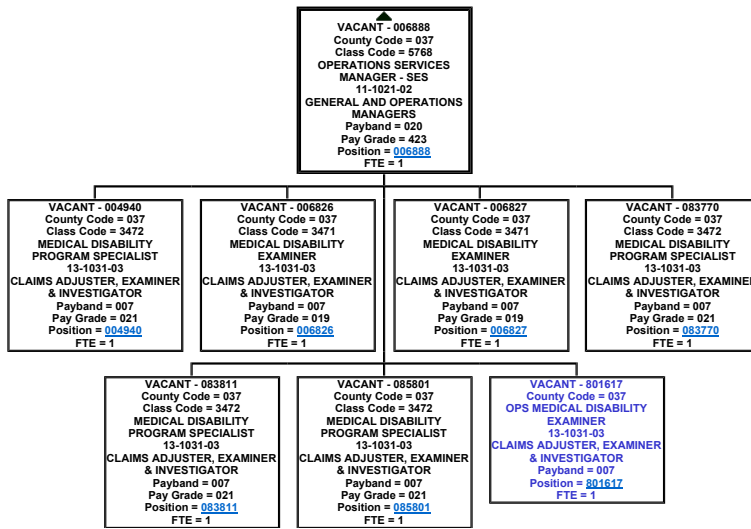 VACANT - 006888
County Code = 037
Class Code = 5768
OPERATIONS SERVICES
MANAGER - SES
11-1021-02
GENERAL AND OPERATIONS
MANAGERS
Payband = 020
Pay Grade = 423
Position = 006888
FTE = 1
VACANT - 004940
County Code = 037
Class Code = 3472
MEDICAL DISABILITY
PROGRAM SPECIALIST
13-1031-03
CLAIMS ADJUSTER, EXAMINER
& INVESTIGATOR
Payband = 007
Pay Grade = 021
Position = 004940
FTE = 1
VACANT - 006826
County Code = 037
Class Code = 3471
MEDICAL DISABILITY
EXAMINER
13-1031-03
CLAIMS ADJUSTER, EXAMINER
& INVESTIGATOR
Payband = 007
Pay Grade = 019
Position = 006826
FTE = 1
VACANT - 006827
County Code = 037
Class Code = 3471
MEDICAL DISABILITY
EXAMINER
13-1031-03
CLAIMS ADJUSTER, EXAMINER
& INVESTIGATOR
Payband = 007
Pay Grade = 019
Position = 006827
FTE = 1
VACANT - 083770
County Code = 037
Class Code = 3472
MEDICAL DISABILITY
PROGRAM SPECIALIST
13-1031-03
CLAIMS ADJUSTER, EXAMINER
& INVESTIGATOR
Payband = 007
Pay Grade = 021
Position = 083770
FTE = 1
VACANT - 083811
County Code = 037
Class Code = 3472
MEDICAL DISABILITY
PROGRAM SPECIALIST
13-1031-03
CLAIMS ADJUSTER, EXAMINER
& INVESTIGATOR
Payband = 007
Pay Grade = 021
Position = 083811
FTE = 1
VACANT - 085801
County Code = 037
Class Code = 3472
MEDICAL DISABILITY
PROGRAM SPECIALIST
13-1031-03
CLAIMS ADJUSTER, EXAMINER
& INVESTIGATOR
Payband = 007
Pay Grade = 021
Position = 085801
FTE = 1
VACANT - 801617
County Code = 037
OPS MEDICAL DISABILITY
EXAMINER
13-1031-03
CLAIMS ADJUSTER, EXAMINER
& INVESTIGATOR
Payband = 007
Position = 801617
FTE = 1